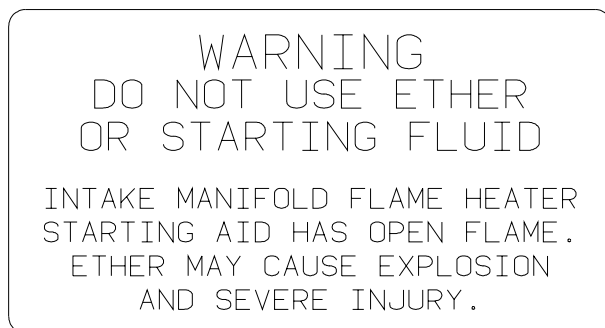 WARNING
DO NOT USE ETHER
OR STARTING FLUID
INTAKE MANIFOLD FLAME HEATER
STARTING AID HAS OPEN FLAME.
ETHER MAY CAUSE EXPLOSION
AND SEVERE INJURY.